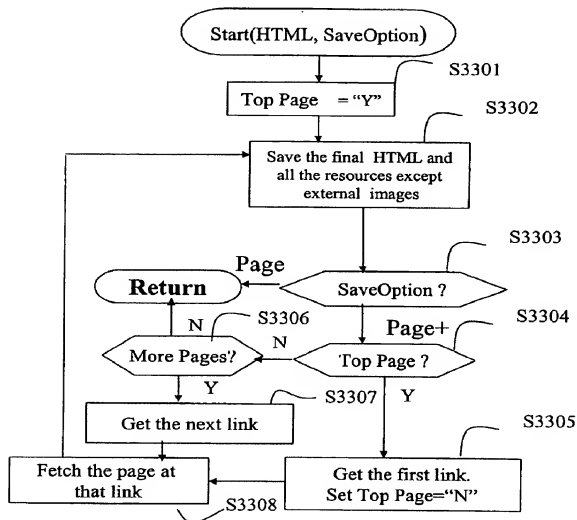 Start(HTML, SaveOption)
S3301
Top Page = “Y”
S3302
Save the final HTML and
all the resources except
external images
S3303
Page
Return
SaveOption ?
Page+
S3304
N
S3306
N
More Pages?
Top Page ?
Y
S3307
Y
Get the next link
S3305
Fetch the page at
that link
Get the first link.
Set Top Page=“N”
S3308